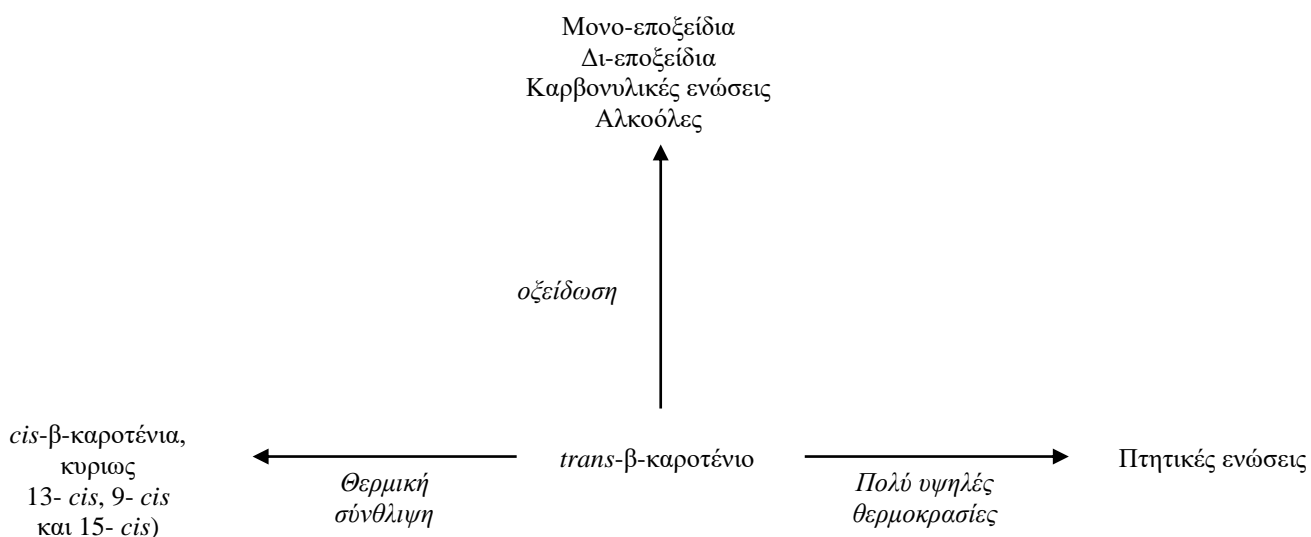 Μονο-εποξείδια
Δι-εποξείδια
Καρβονυλικές ενώσεις
Αλκοόλες
οξείδωση
cis-β-καροτένια,
κυριως
13- cis, 9- cis
και 15- cis)
Θερμική
σύνθλιψη
trans-β-καροτένιο
Πολύ υψηλές
θερμοκρασίες
Πτητικές ενώσεις